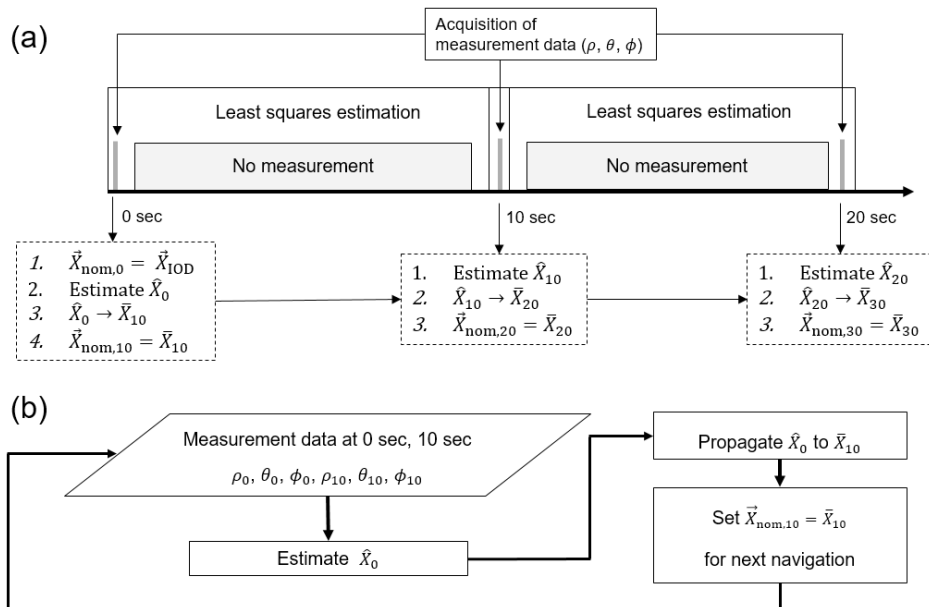 (a)
Acquisition of
measurement data (ρ, θ, ϕ)
Least squares estimation
Least squares estimation
No measurement
No measurement
0 sec
10 sec
20 sec
1. X⃗nom,0 = X⃗IOD
2. Estimate X̂0
3. X̂0 → X̄10
4. X⃗nom,10 = X̄10
1. Estimate X̂10
2. X̂10 → X̄20
3. X⃗nom,20 = X̄20
1. Estimate X̂20
2. X̂20 → X̄30
3. X⃗nom,30 = X̄30
(b)
Measurement data at 0 sec, 10 sec
ρ0, θ0, ϕ0, ρ10, θ10, ϕ10
Estimate X̂0
Propagate X̂0 to X̄10
Set X⃗nom,10 = X̄10
for next navigation